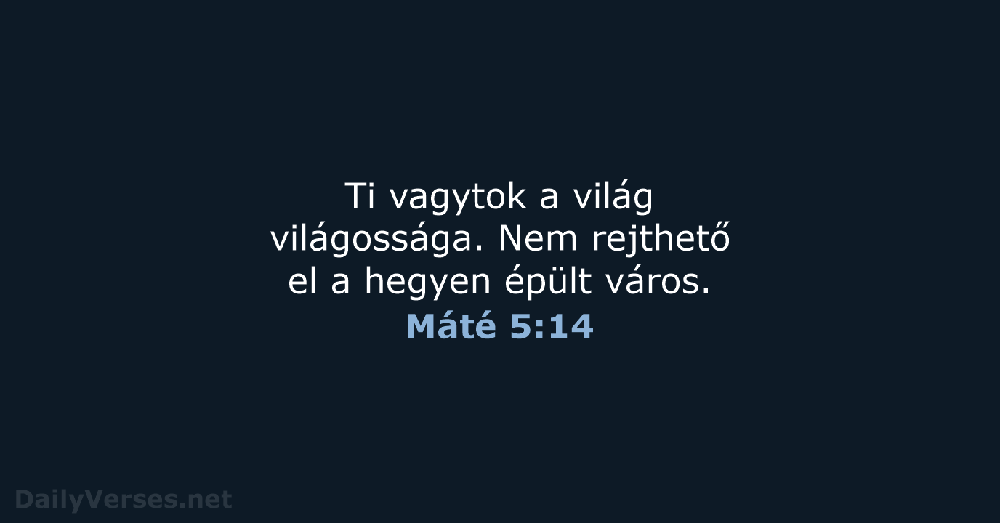 Ti vagytok a világ
világossága. Nem rejthető
el a hegyen épült város.
Máté 5:14
DailyVerses.net